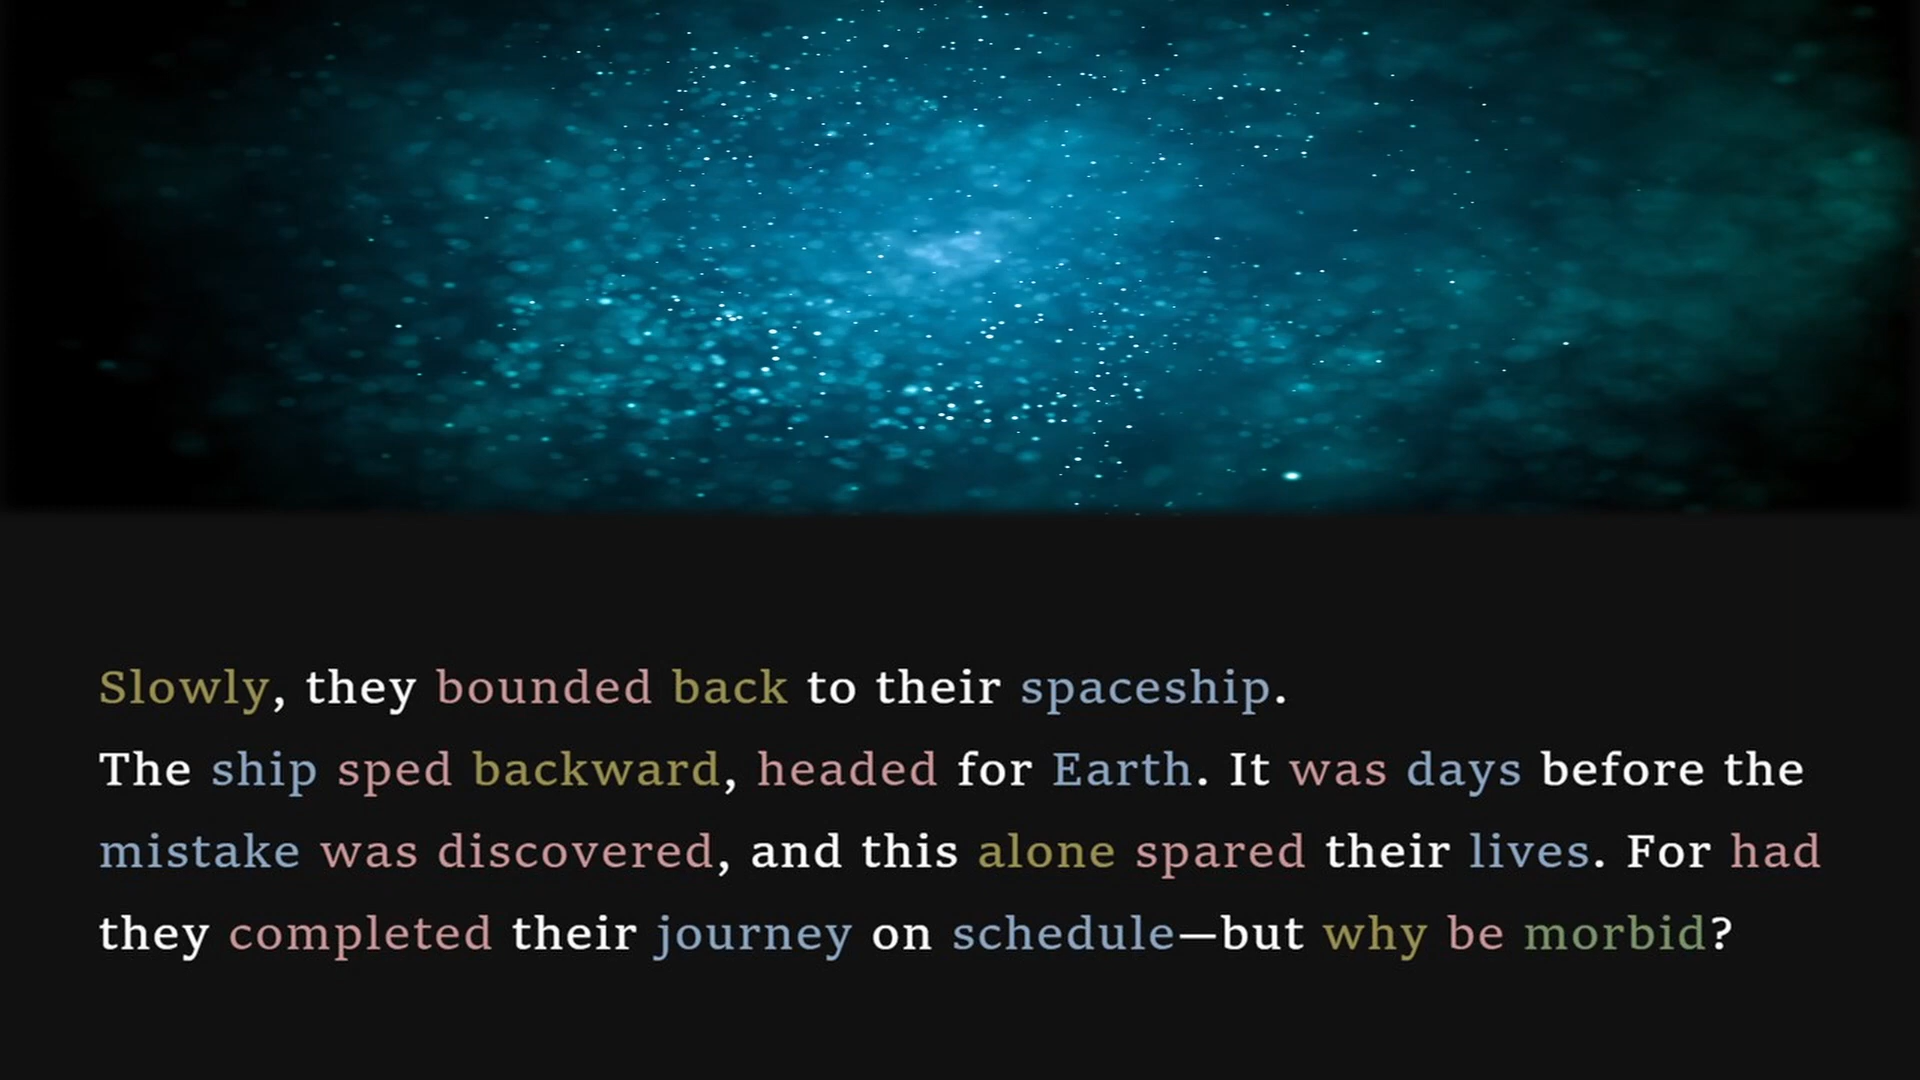 Slowly, they bounded back to their spaceship.
The ship sped backward, headed for Earth. It was days before the
mistake was discovered, and this alone spared their lives. For had
they completed their journey on schedule—but why be morbid?